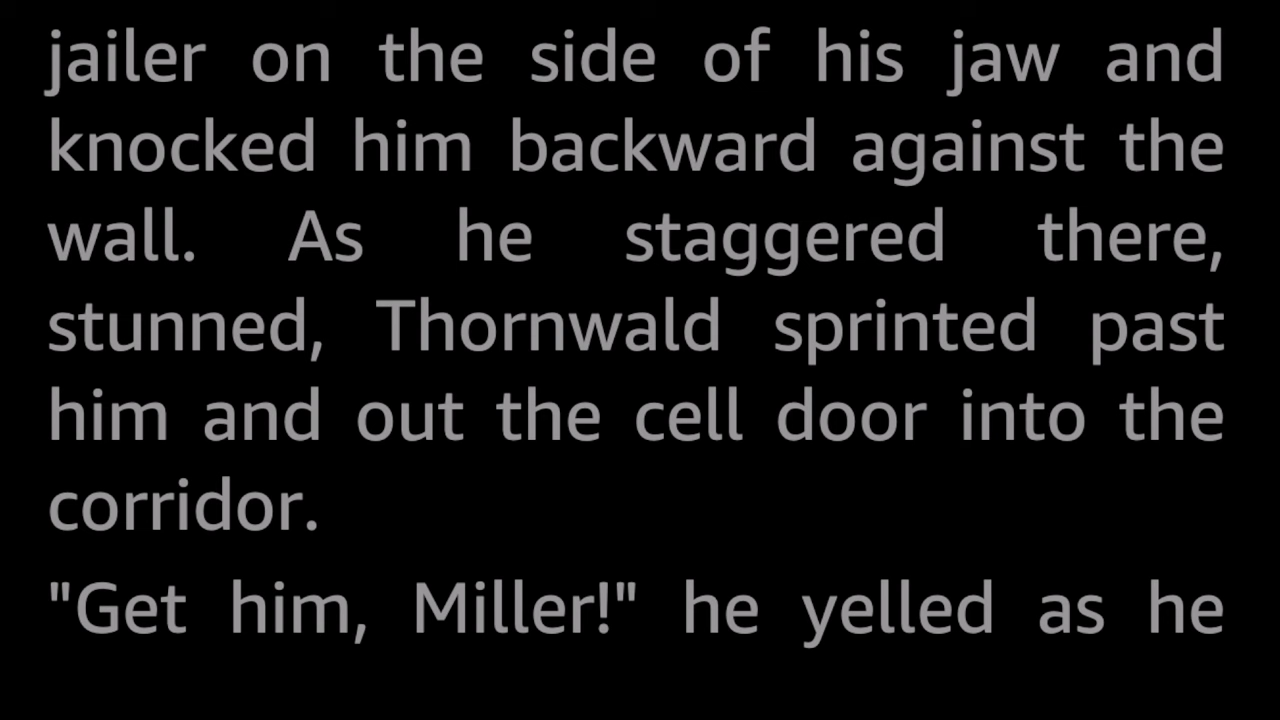 jailer on the side of his jaw and
knocked him backward against the
wall. As he staggered there,
stunned, Thornwald sprinted past
him and out the cell door into the
corridor.
"Get him, Miller!" he yelled as he